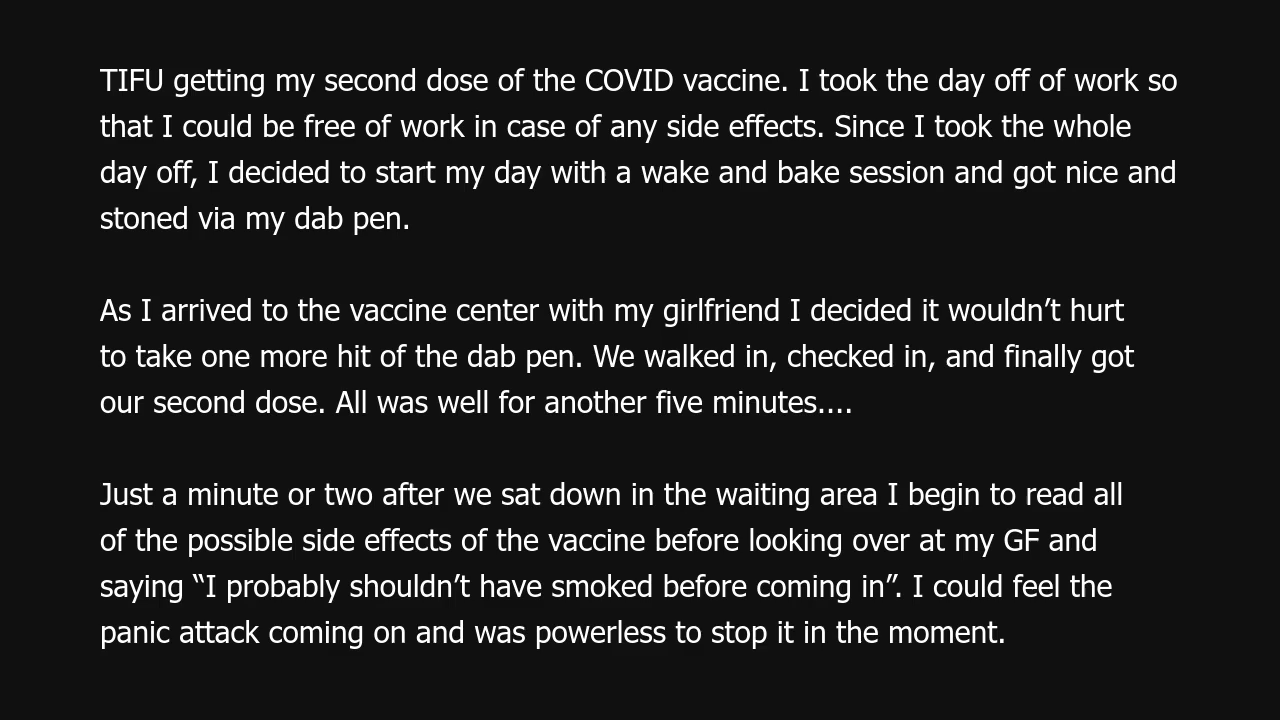 TIFU getting my second dose of the COVID vaccine. I took the day off of work so
that I could be free of work in case of any side effects. Since I took the whole
day off, I decided to start my day with a wake and bake session and got nice and
stoned via my dab pen.
As I arrived to the vaccine center with my girlfriend I decided it wouldn’t hurt
to take one more hit of the dab pen. We walked in, checked in, and finally got
our second dose. All was well for another five minutes....
Just a minute or two after we sat down in the waiting area I begin to read all
of the possible side effects of the vaccine before looking over at my GF and
saying “I probably shouldn’t have smoked before coming in”. I could feel the
panic attack coming on and was powerless to stop it in the moment.